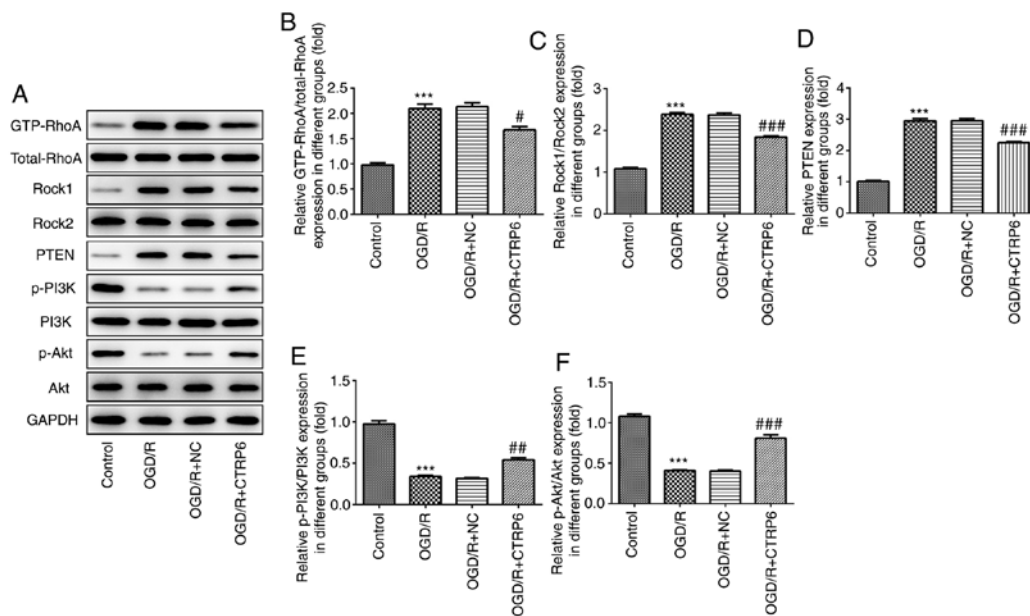 A
GTP-RhoA
Total-RhoA
Rock1
Rock2
PTEN
p-PI3K
PI3K
p-Akt
Akt
GAPDH
Control
OGD/R
OGD/R+NC
OGD/R+CTRP6
B
Relative GTP-RhoA/total-RhoA
expression in different groups (fold)
2.5
2.0
1.5
1.0
0.5
0.0
***
#
Control
OGD/R
OGD/R+NC
OGD/R+CTRP6
C
Relative Rock1/Rock2 expression
in different groups (fold)
3
2
1
0
***
###
Control
OGD/R
OGD/R+NC
OGD/R+CTRP6
D
Relative PTEN expression
in different groups (fold)
4
3
2
1
0
***
###
Control
OGD/R
OGD/R+NC
OGD/R+CTRP6
E
Relative p-PI3K/PI3K expression
in different groups (fold)
1.5
1.0
0.5
0.0
***
##
Control
OGD/R
OGD/R+NC
OGD/R+CTRP6
F
Relative p-Akt/Akt expression
in different groups (fold)
1.5
1.0
0.5
0.0
***
###
Control
OGD/R
OGD/R+NC
OGD/R+CTRP6